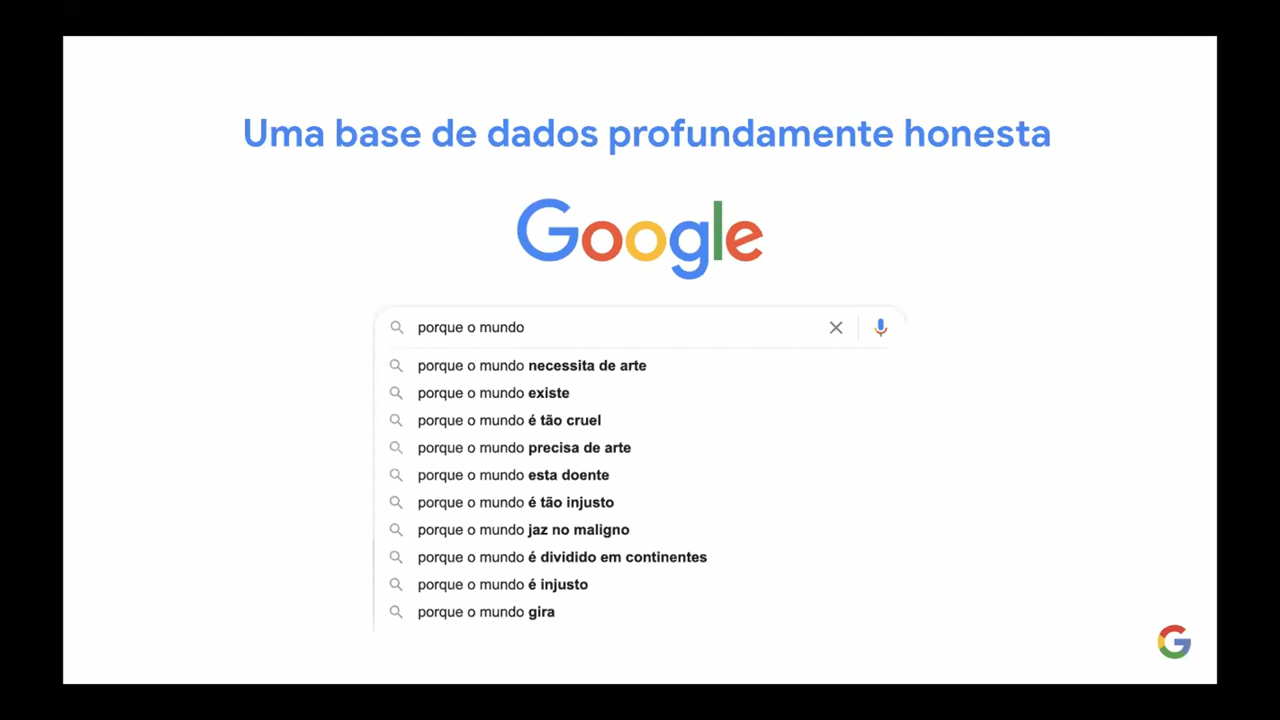 Uma base de dados profundamente honesta
Google
porque o mundo
porque o mundo necessita de arte
porque o mundo existe
porque o mundo é tão cruel
porque o mundo precisa de arte
porque o mundo esta doente
porque o mundo é tão injusto
porque o mundo jaz no maligno
porque o mundo é dividido em continentes
porque o mundo é injusto
porque o mundo gira
G